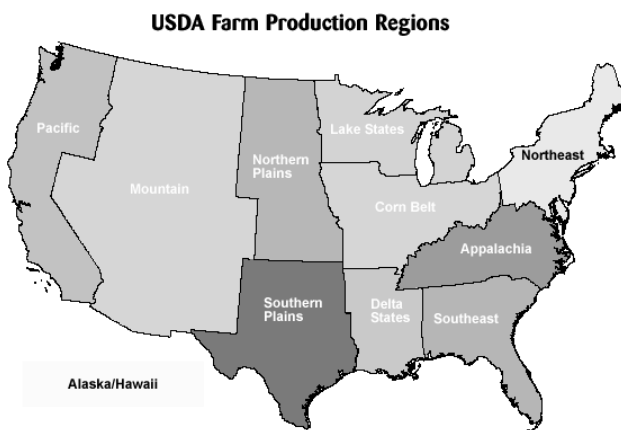 USDA Farm Production Regions
Pacific
Lake States
Northern
Plains
Northeast
Mountain
Corn Belt
Appalachia
Southern
Plains
Delta
States
Southeast
Alaska/Hawaii